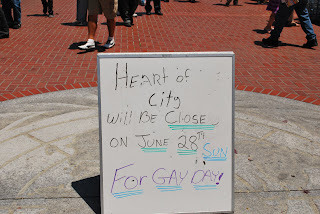 HEART of
City
Will BE CLOSE
ON JUNE 28TH SUN
FOR GAY DAY!